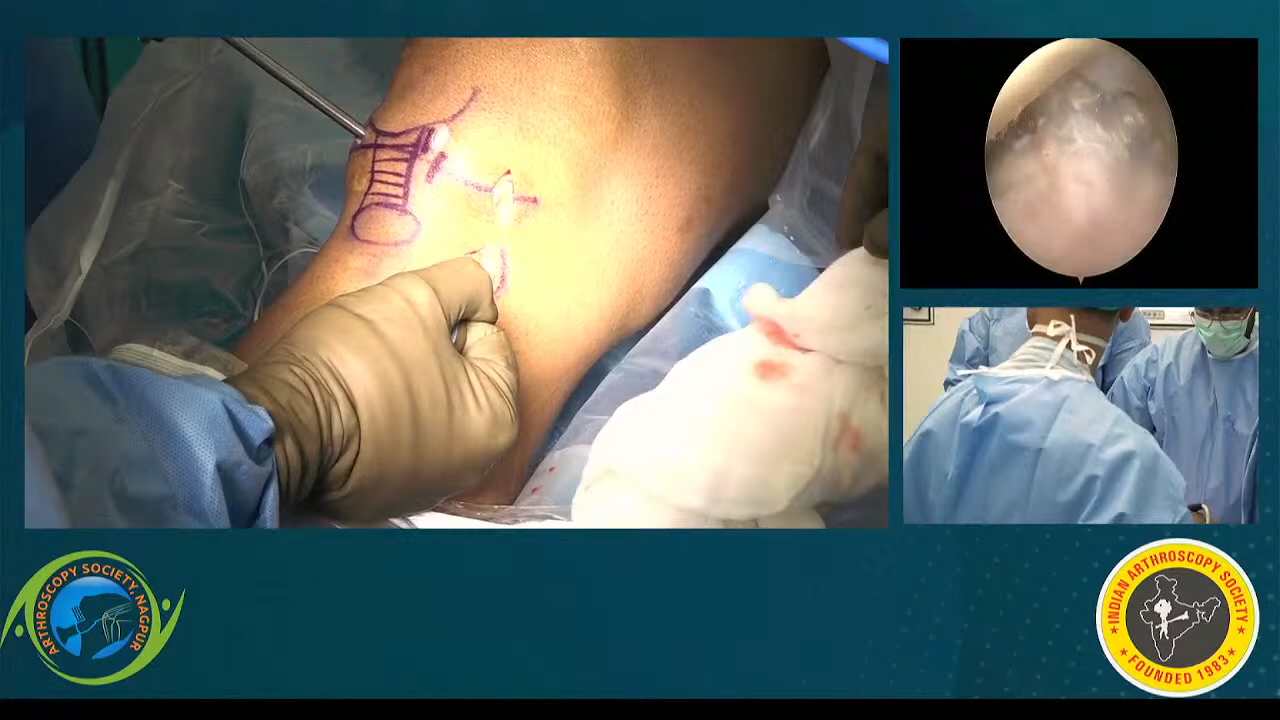 ARTHROSCOPY SOCIETY, NAGPUR
INDIAN ARTHROSCOPY SOCIETY
★ FOUNDED 1983 ★